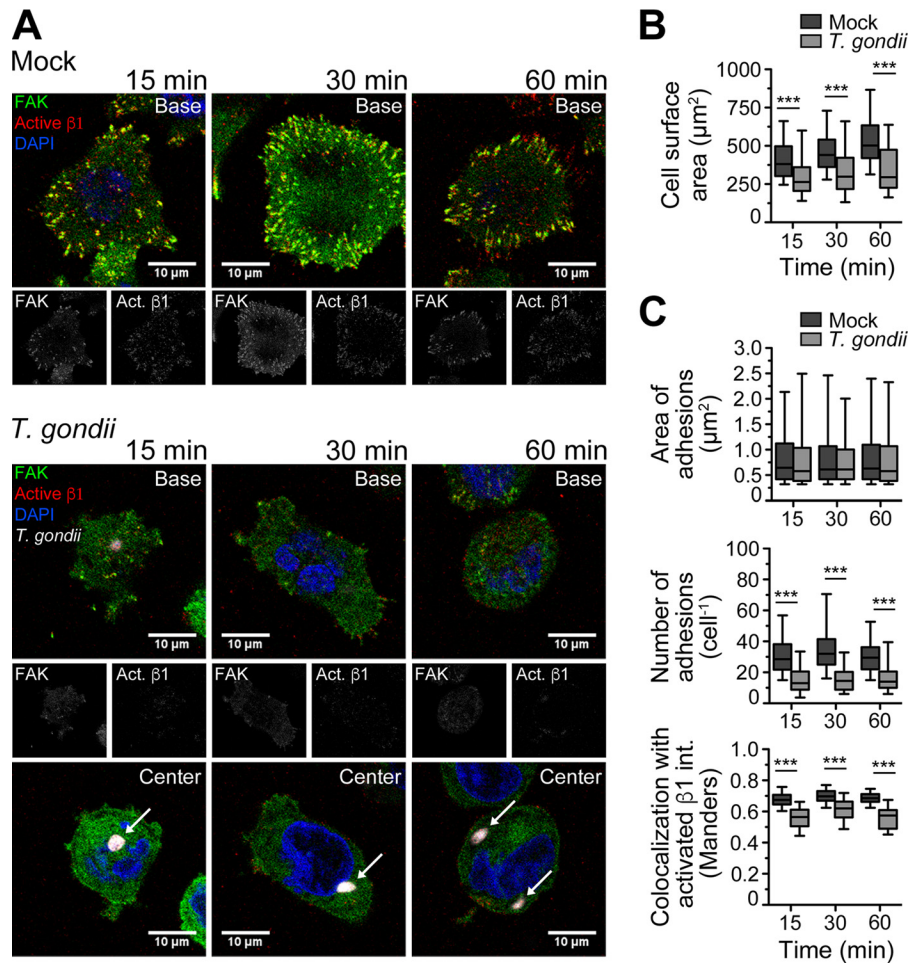 A
Mock
15 min
30 min
60 min
FAK
Active β1
DAPI
Base
Base
Base
10 μm
10 μm
10 μm
FAK
Act. β1
FAK
Act. β1
FAK
Act. β1
T. gondii
15 min
30 min
60 min
FAK
Active β1
DAPI
T. gondii
Base
Base
Base
10 μm
10 μm
10 μm
FAK
Act. β1
FAK
Act. β1
FAK
Act. β1
Center
Center
Center
10 μm
10 μm
10 μm
B
Mock
T. gondii
Cell surface
area (μm²)
1000
750
500
250
0
***
***
***
15
30
60
Time (min)
C
Mock
T. gondii
Area of
adhesions
(μm²)
3.0
2.5
2.0
1.5
1.0
0.5
0
15
30
60
Number of
adhesions
(cell⁻¹)
100
80
60
40
20
0
***
***
***
15
30
60
Colocalization with
activated β1 int.
(Manders)
1.0
0.8
0.6
0.4
0.2
0.0
***
***
***
15
30
60
Time (min)